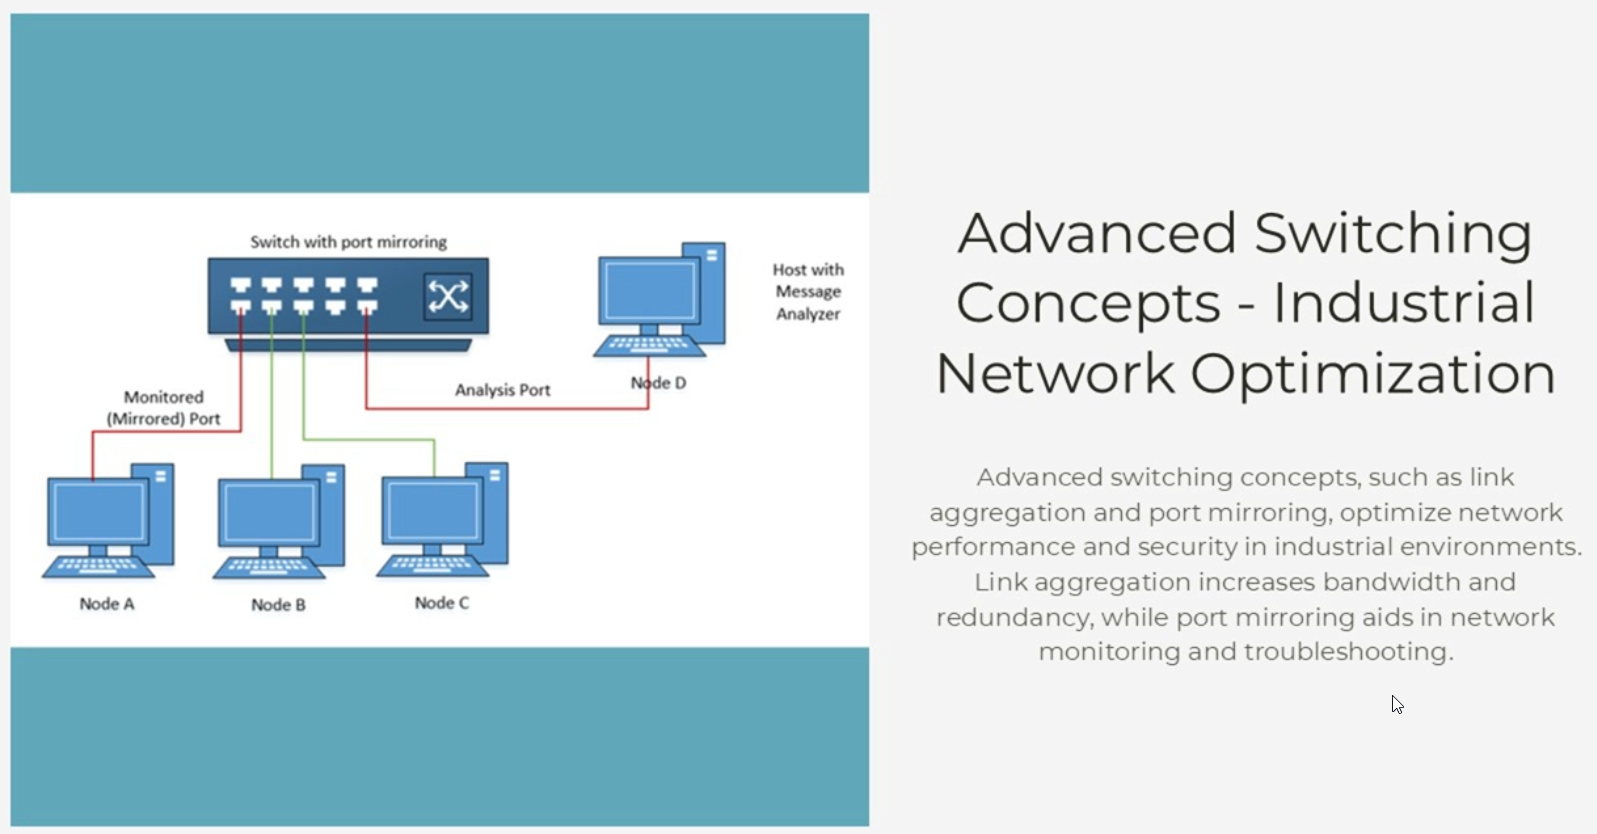 Switch with port mirroring
Host with
Message
Analyzer
Node D
Analysis Port
Monitored
(Mirrored) Port
Node A
Node B
Node C
Advanced Switching
Concepts - Industrial
Network Optimization
Advanced switching concepts, such as link
aggregation and port mirroring, optimize network
performance and security in industrial environments.
Link aggregation increases bandwidth and
redundancy, while port mirroring aids in network
monitoring and troubleshooting.